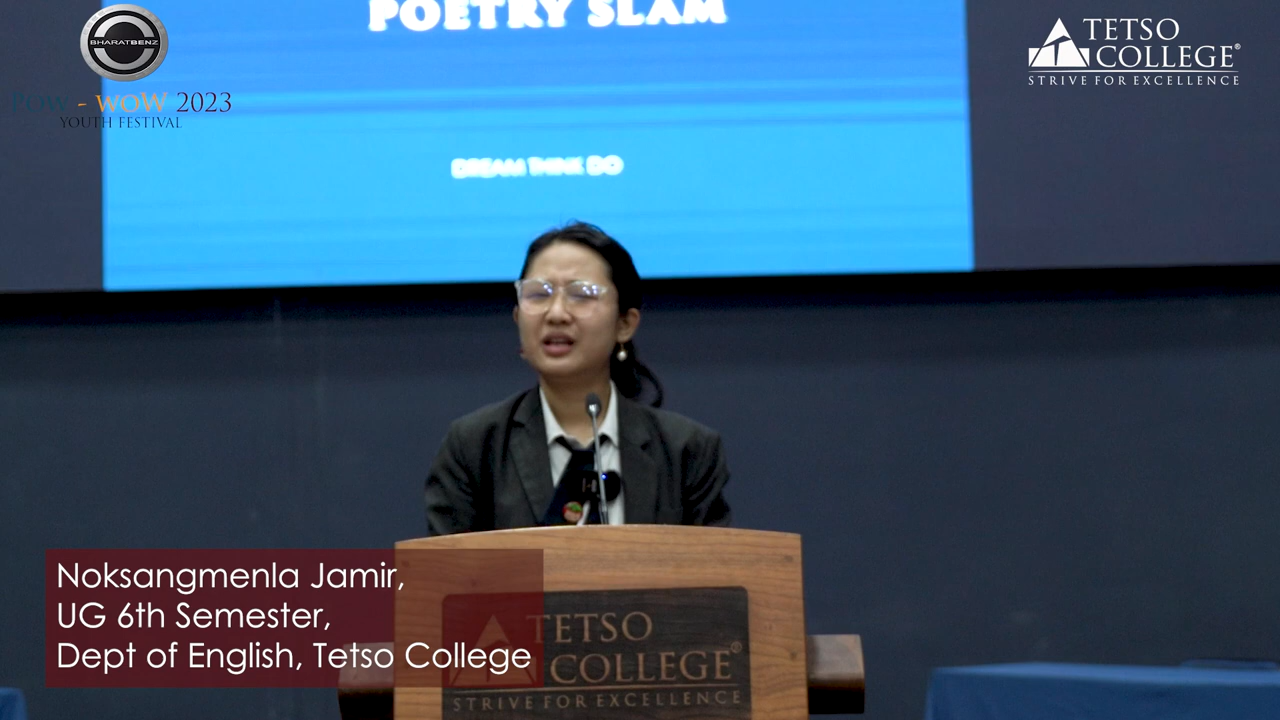 POETRY SLAM
BHARATBENZ
POW - WOW 2023
YOUTH FESTIVAL
TETSO
COLLEGE®
STRIVE FOR EXCELLENCE
DREAM THINK DO
Noksangmenla Jamir,
UG 6th Semester,
Dept of English, Tetso College
TETSO
COLLEGE®
STRIVE FOR EXCELLENCE